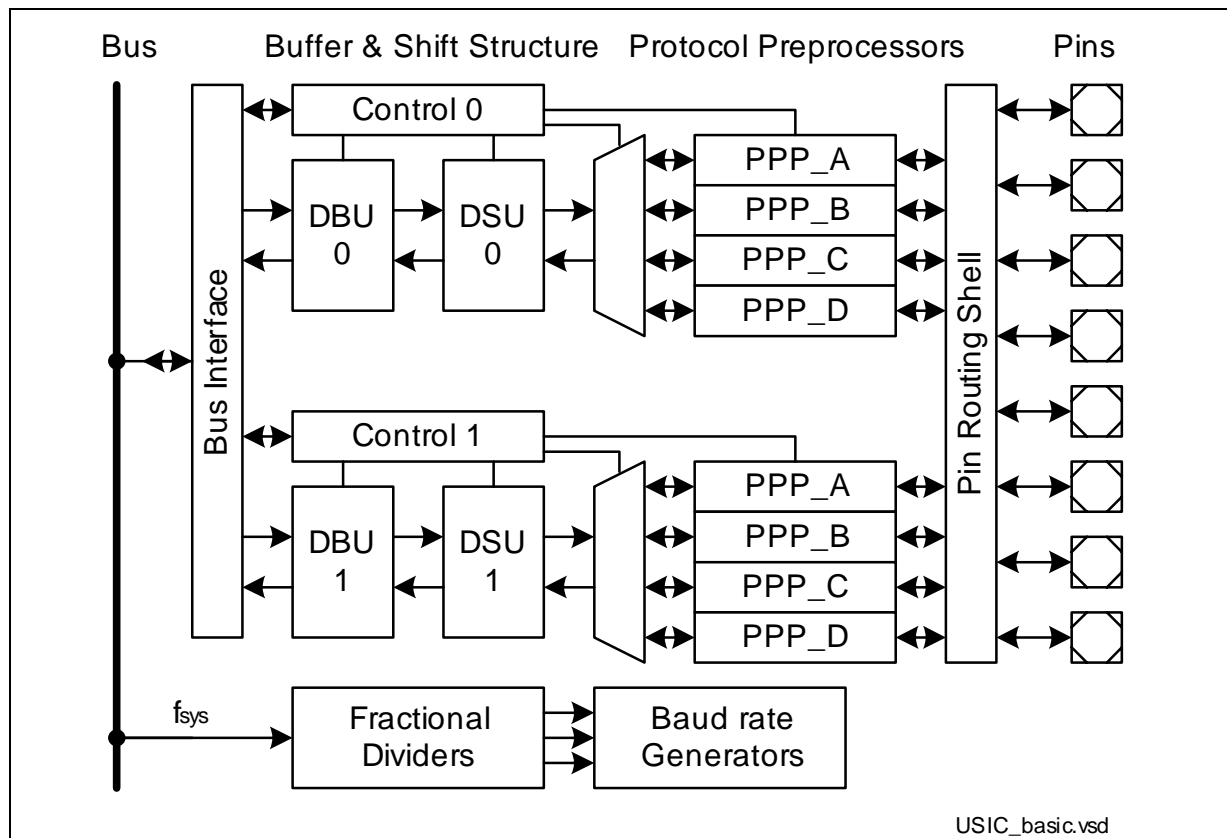 Bus
Buffer & Shift Structure
Protocol Preprocessors
Pins
Bus Interface
Control 0
DBU
0
DSU
0
PPP_A
PPP_B
PPP_C
PPP_D
Pin Routing Shell
Control 1
DBU
1
DSU
1
PPP_A
PPP_B
PPP_C
PPP_D
fsys
Fractional
Dividers
Baud rate
Generators
USIC_basic.vsd